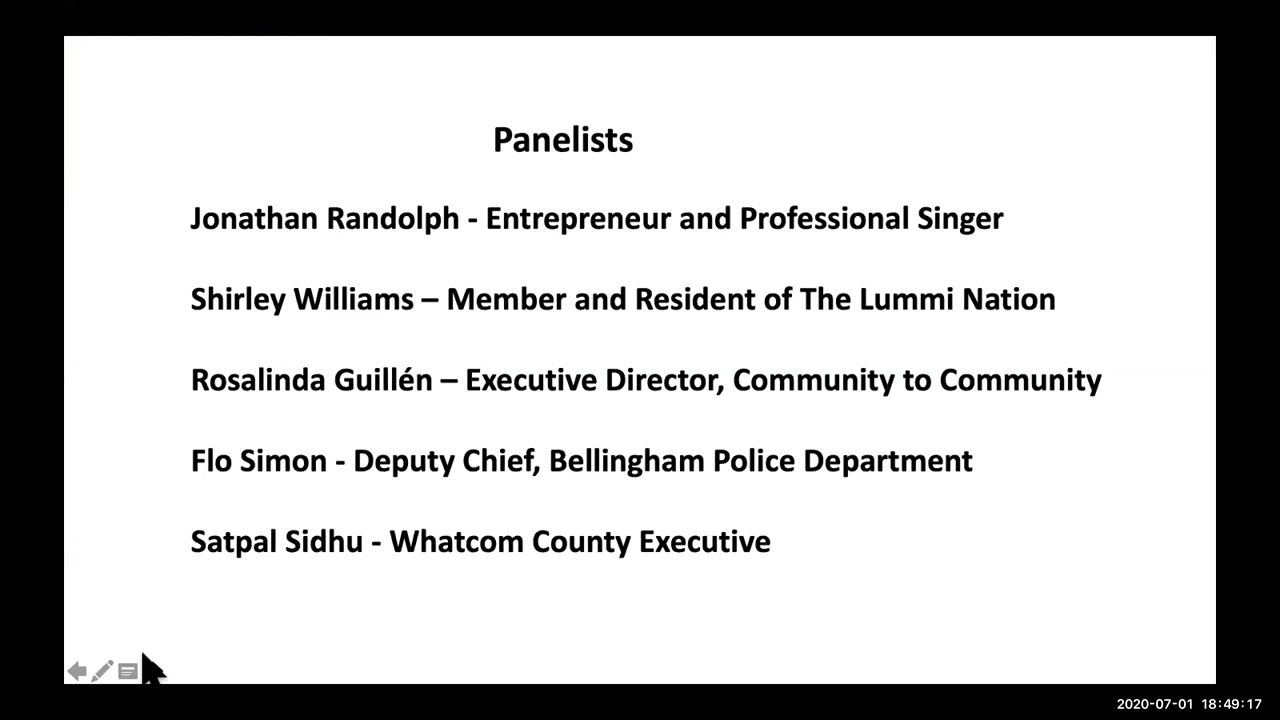 Panelists
Jonathan Randolph - Entrepreneur and Professional Singer
Shirley Williams – Member and Resident of The Lummi Nation
Rosalinda Guillén – Executive Director, Community to Community
Flo Simon - Deputy Chief, Bellingham Police Department
Satpal Sidhu - Whatcom County Executive
2020-07-01 18:49:17